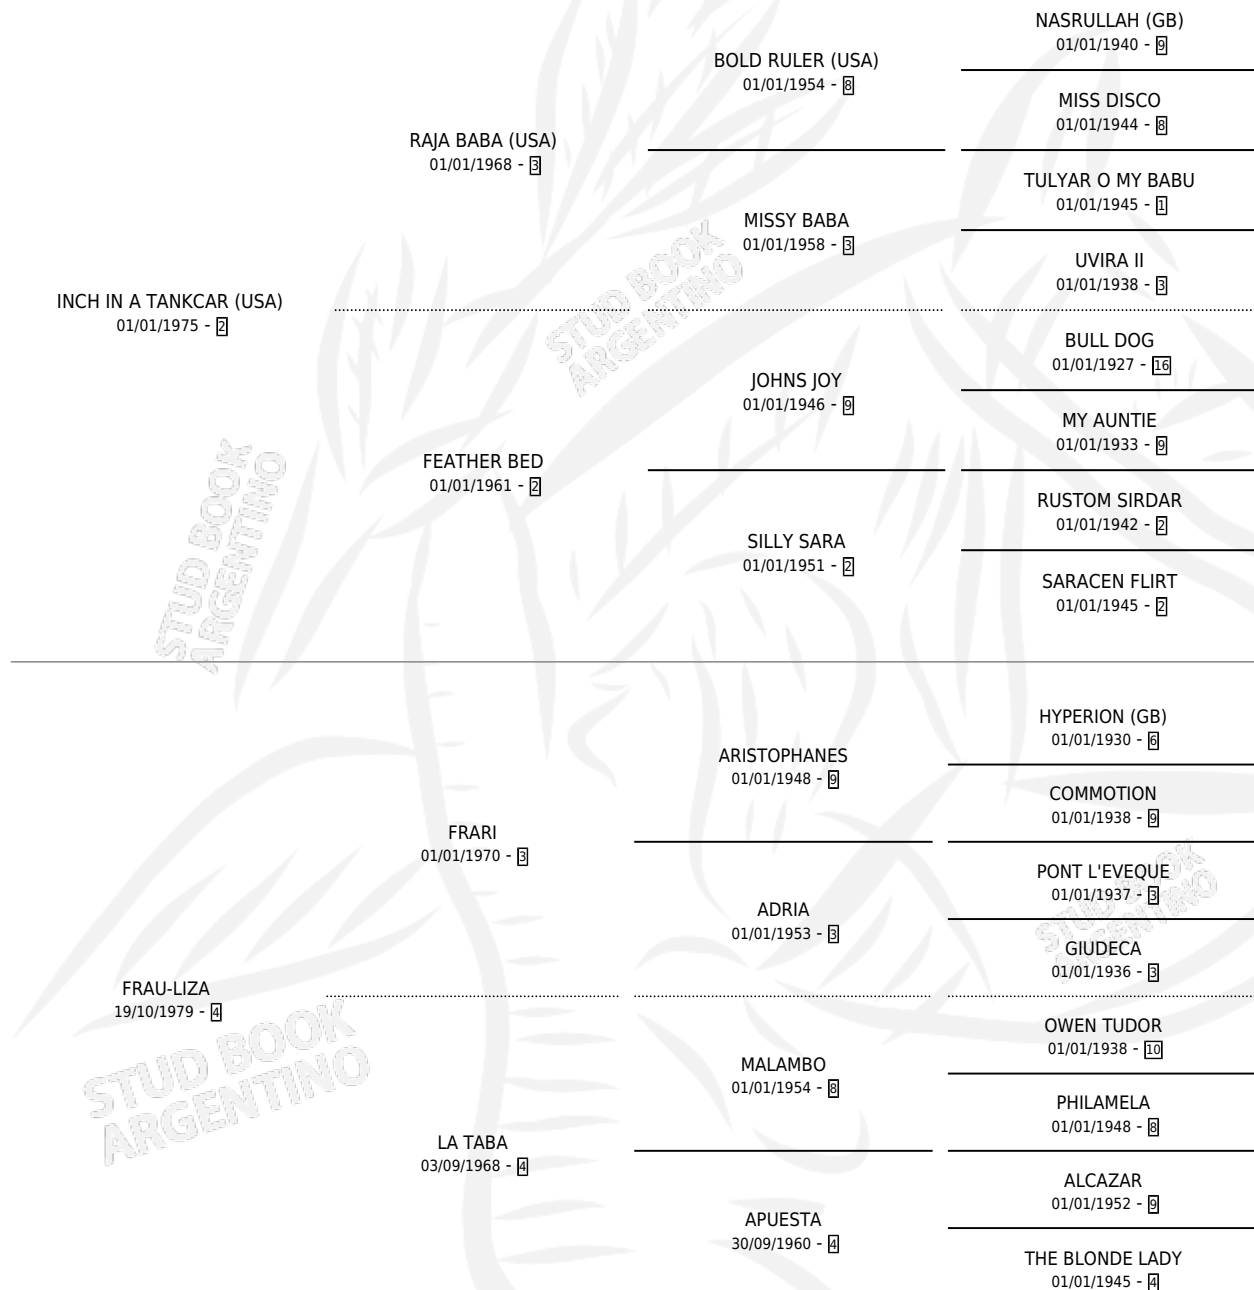 NASRULLAH (GB)
01/01/1940 - 9
BOLD RULER (USA)
01/01/1954 - 8
MISS DISCO
01/01/1944 - 8
RAJA BABA (USA)
01/01/1968 - 3
TULYAR O MY BABU
01/01/1945 - 1
MISSY BABA
01/01/1958 - 3
UVIRA II
01/01/1938 - 3
INCH IN A TANKCAR (USA)
01/01/1975 - 2
BULL DOG
01/01/1927 - 16
JOHNS JOY
01/01/1946 - 9
MY AUNTIE
01/01/1933 - 9
FEATHER BED
01/01/1961 - 2
RUSTOM SIRDAR
01/01/1942 - 2
SILLY SARA
01/01/1951 - 2
SARACEN FLIRT
01/01/1945 - 2
HYPERION (GB)
01/01/1930 - 6
ARISTOPHANES
01/01/1948 - 9
COMMOTION
01/01/1938 - 9
FRARI
01/01/1970 - 3
PONT L'EVEQUE
01/01/1937 - 3
ADRIA
01/01/1953 - 3
GIUDECA
01/01/1936 - 3
FRAU-LIZA
19/10/1979 - 4
OWEN TUDOR
01/01/1938 - 10
MALAMBO
01/01/1954 - 8
PHILAMELA
01/01/1948 - 8
LA TABA
03/09/1968 - 4
ALCAZAR
01/01/1952 - 9
APUESTA
30/09/1960 - 4
THE BLONDE LADY
01/01/1945 - 4
STUD BOOK
ARGENTINO
STUD BOOK
ARGENTINO
STUD BOOK
ARGENTINO
STUD BOOK
ARGENTINO